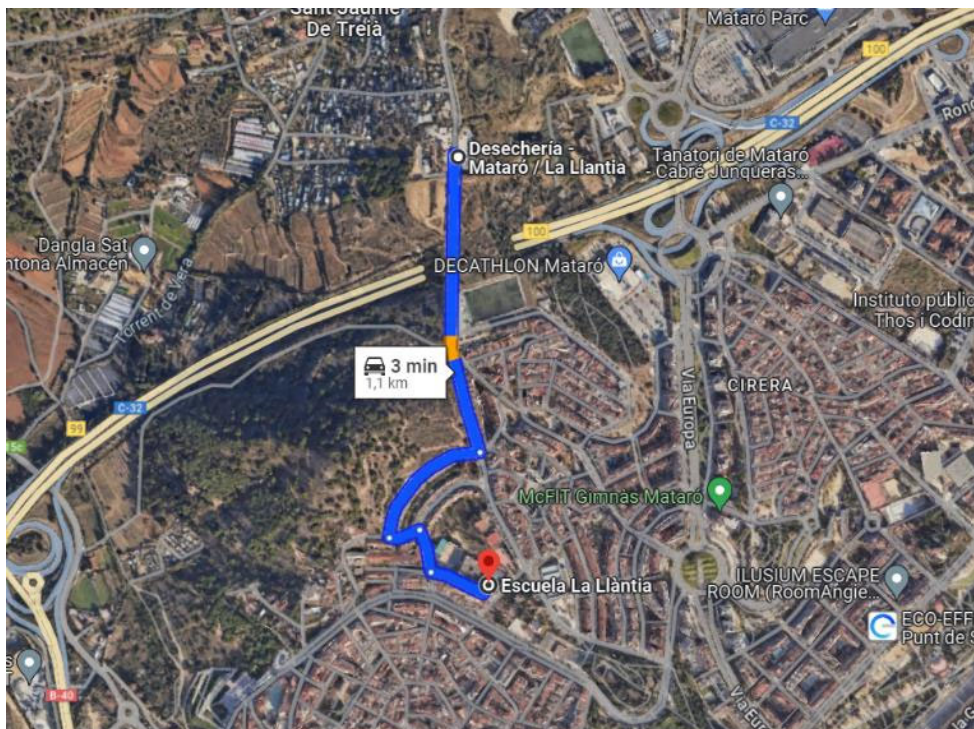 Sant Jaume
De Treià
Mataró Parc
100
C-32
Desechería -
Mataró / La Llantia
Tanatori de Mataró
- Cabré Junqueras...
Dangla Sat
ntona Almacén
Torrent de Vera
100
DECATHLON Mataró
Instituto públic
Thos i Codin
3 min
1,1 km
Via Europa
CIRERA
C-32
99
McFIT Gimnàs Mataró
Escuela La Llàntia
ILUSIUM ESCAPE
ROOM (RoomAngie...
ECO-EFF
Punt de S
B-40